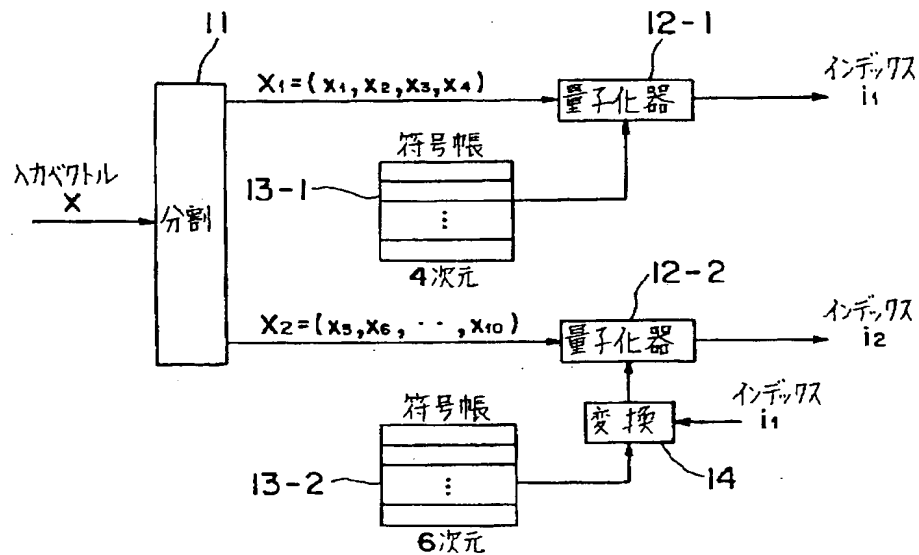 11
12-1
インデックス
i1
X1=(x1,x2,x3,x4)
量子化器
符号帳
13-1
⋮
4次元
入力ベクトル
X
分割
12-2
インデックス
i2
X2=(x5,x6,‥,x10)
量子化器
符号帳
変換
インデックス
i1
13-2
⋮
14
6次元